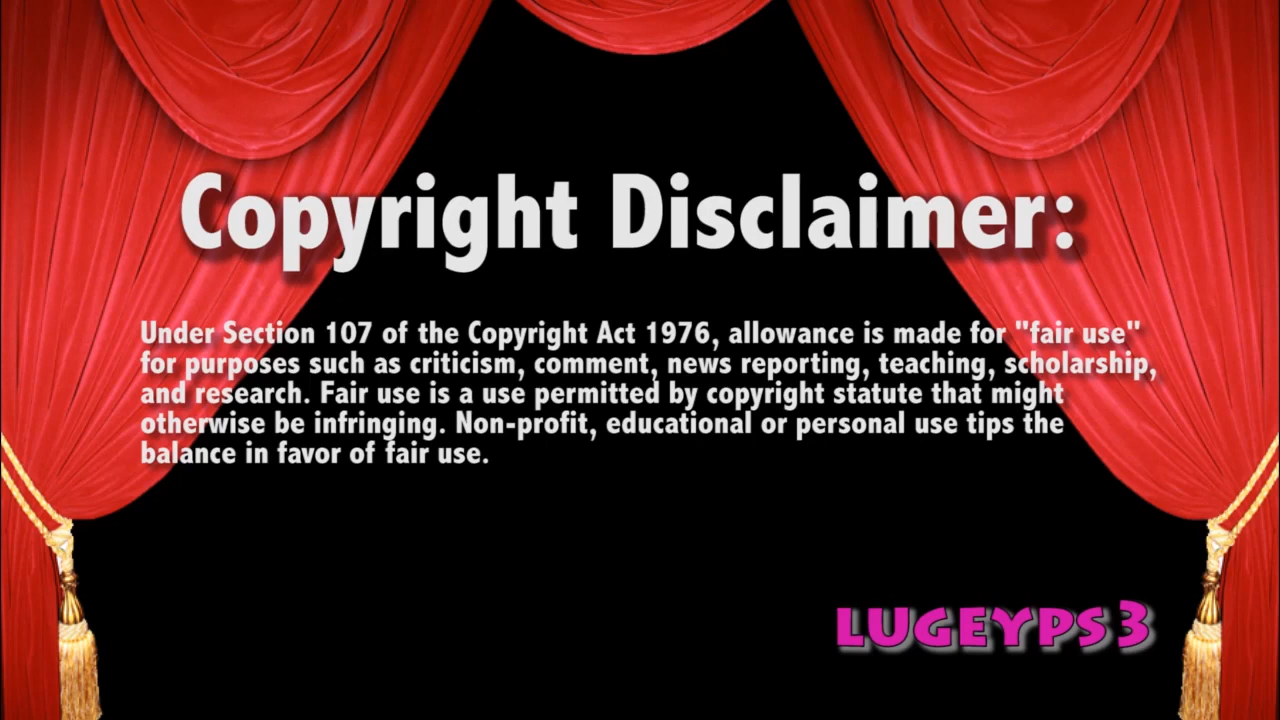 Copyright Disclaimer:
Under Section 107 of the Copyright Act 1976, allowance is made for "fair use"
for purposes such as criticism, comment, news reporting, teaching, scholarship,
and research. Fair use is a use permitted by copyright statute that might
otherwise be infringing. Non-profit, educational or personal use tips the
balance in favor of fair use.
LUGEYPS3